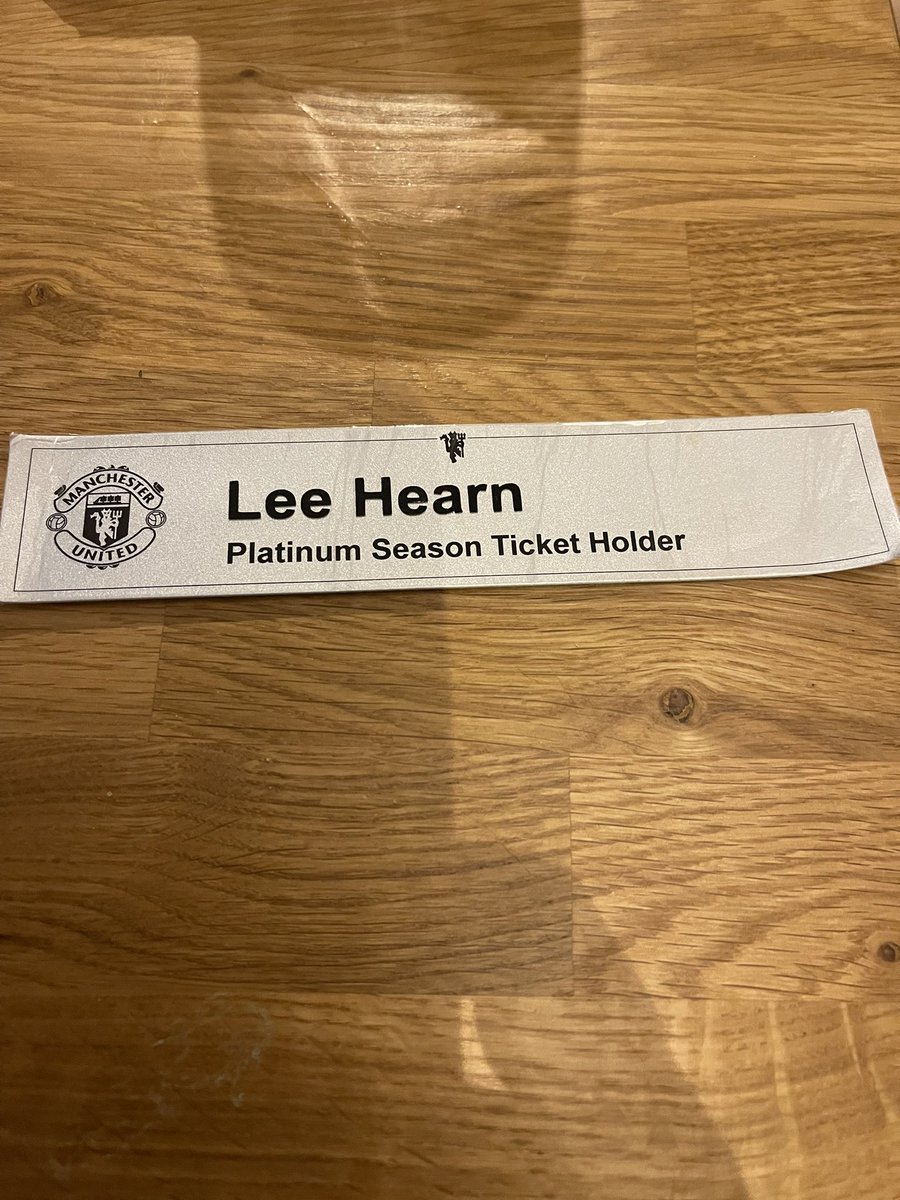 MANCHESTER
UNITED
Lee Hearn
Platinum Season Ticket Holder